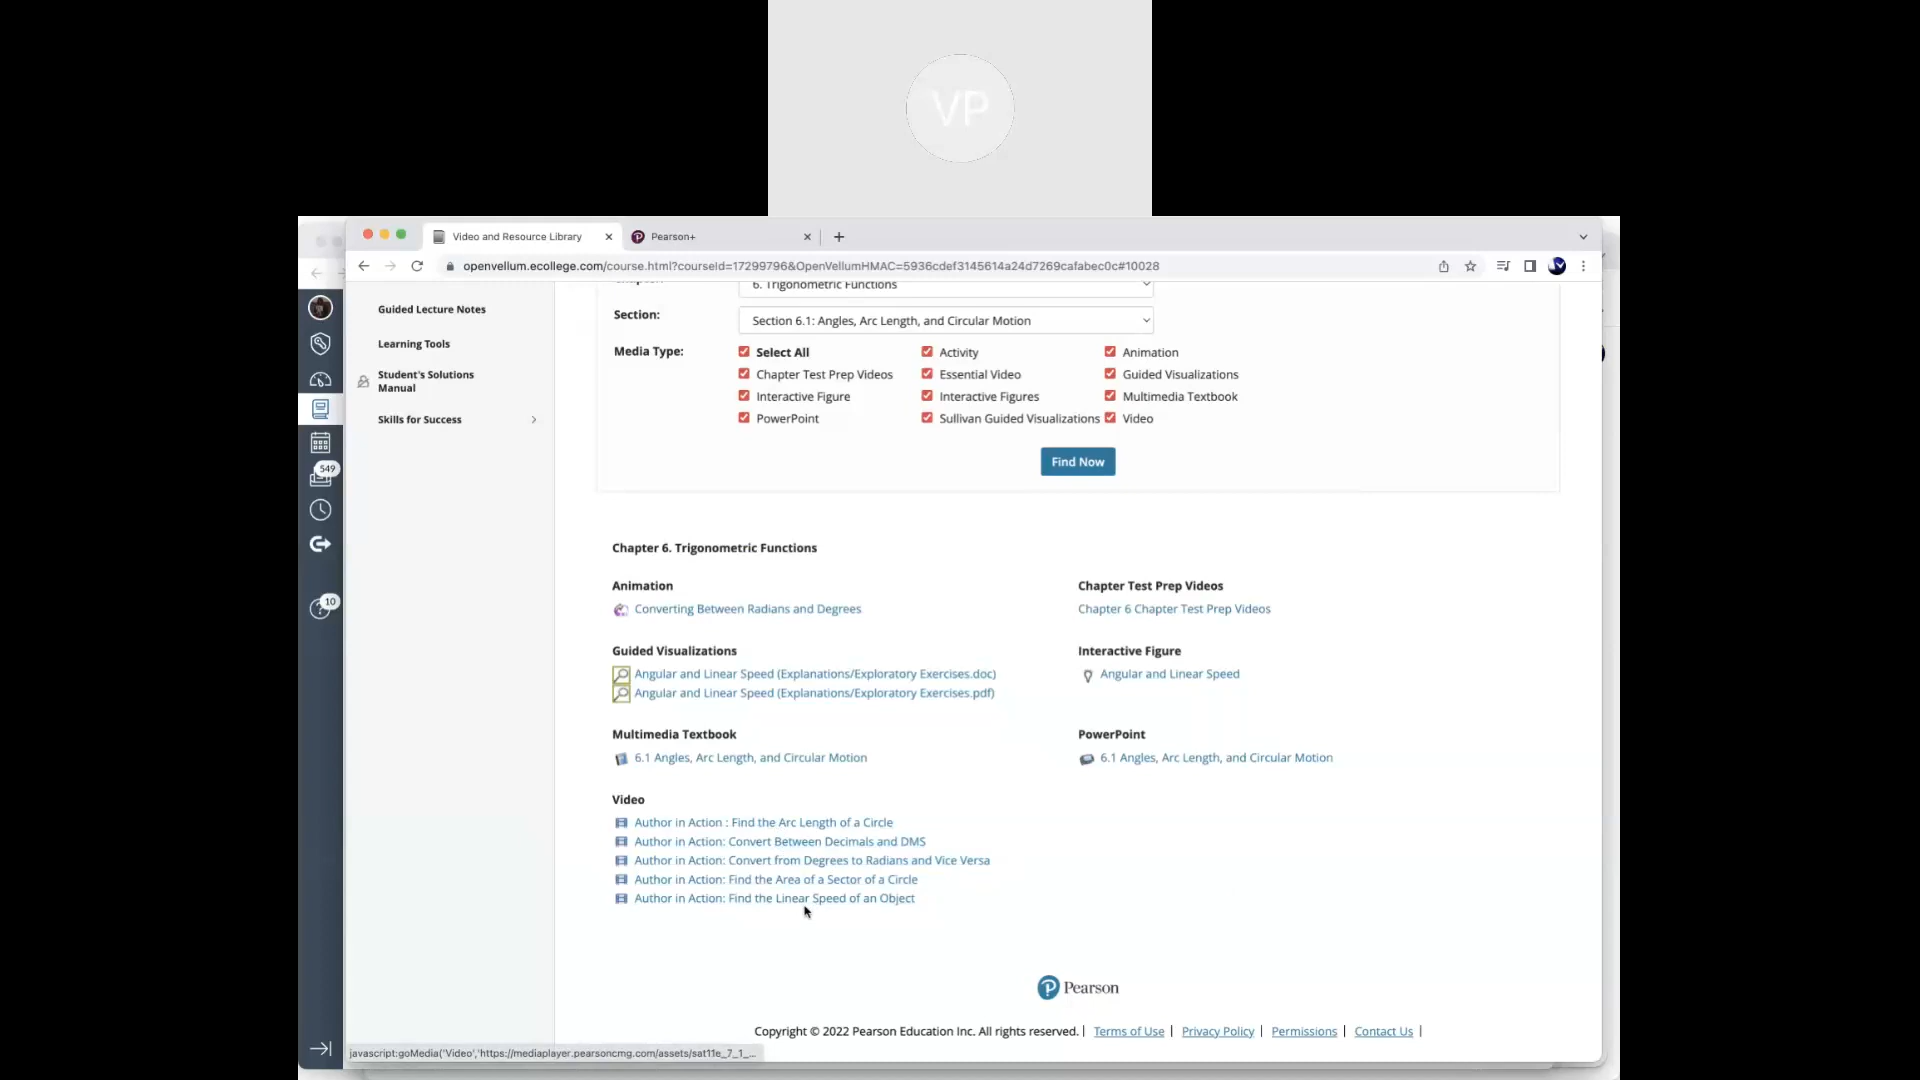 VP
Video and Resource Library
Pearson+
openvellum.ecollege.com/course.html?courseId=17299796&OpenVellumHMAC=5936cdef3145614a24d7269cafabec0c#10028
Guided Lecture Notes
Learning Tools
Student's Solutions
Manual
Skills for Success
549
10
6. Trigonometric Functions
Section: Section 6.1: Angles, Arc Length, and Circular Motion
Media Type: Select All Activity Animation
Chapter Test Prep Videos Essential Video Guided Visualizations
Interactive Figure Interactive Figures Multimedia Textbook
PowerPoint Sullivan Guided Visualizations Video
Find Now
Chapter 6. Trigonometric Functions
Animation
Converting Between Radians and Degrees
Chapter Test Prep Videos
Chapter 6 Chapter Test Prep Videos
Guided Visualizations
Angular and Linear Speed (Explanations/Exploratory Exercises.doc)
Angular and Linear Speed (Explanations/Exploratory Exercises.pdf)
Interactive Figure
Angular and Linear Speed
Multimedia Textbook
6.1 Angles, Arc Length, and Circular Motion
PowerPoint
6.1 Angles, Arc Length, and Circular Motion
Video
Author in Action : Find the Arc Length of a Circle
Author in Action: Convert Between Decimals and DMS
Author in Action: Convert from Degrees to Radians and Vice Versa
Author in Action: Find the Area of a Sector of a Circle
Author in Action: Find the Linear Speed of an Object
Pearson
Copyright © 2022 Pearson Education Inc. All rights reserved. | Terms of Use | Privacy Policy | Permissions | Contact Us |
javascript:goMedia('Video','https://mediaplayer.pearsoncmg.com/assets/sat11e_7_1_...